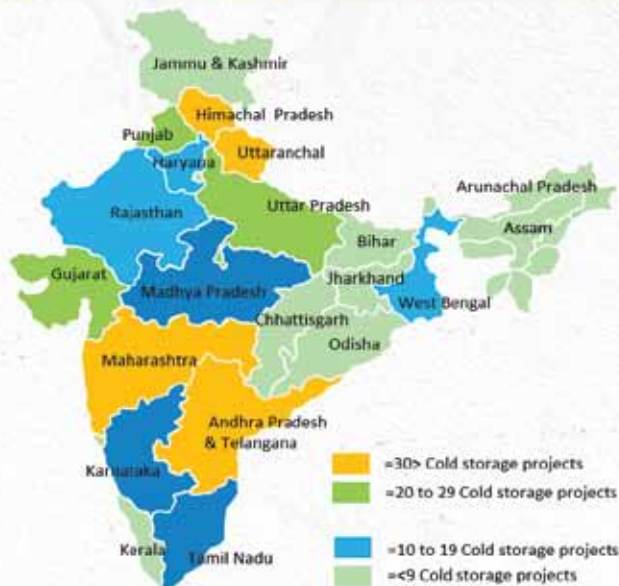 Jammu & Kashmir
Himachal Pradesh
Punjab
Uttaranchal
Haryana
Arunachal Pradesh
Uttar Pradesh
Rajasthan
Assam
Bihar
Gujarat
Jharkhand
Madhya Pradesh
West Bengal
Chhattisgarh
Odisha
Maharashtra
Andhra Pradesh
& Telangana
Karnataka
Kerala
Tamil Nadu
=30> Cold storage projects
=20 to 29 Cold storage projects
=10 to 19 Cold storage projects
=<9 Cold storage projects